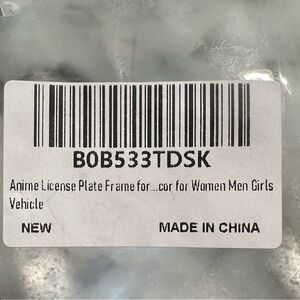 B0B533TDSK
Anime License Plate Frame for...cor for Women Men Girls
Vehicle
NEW MADE IN CHINA